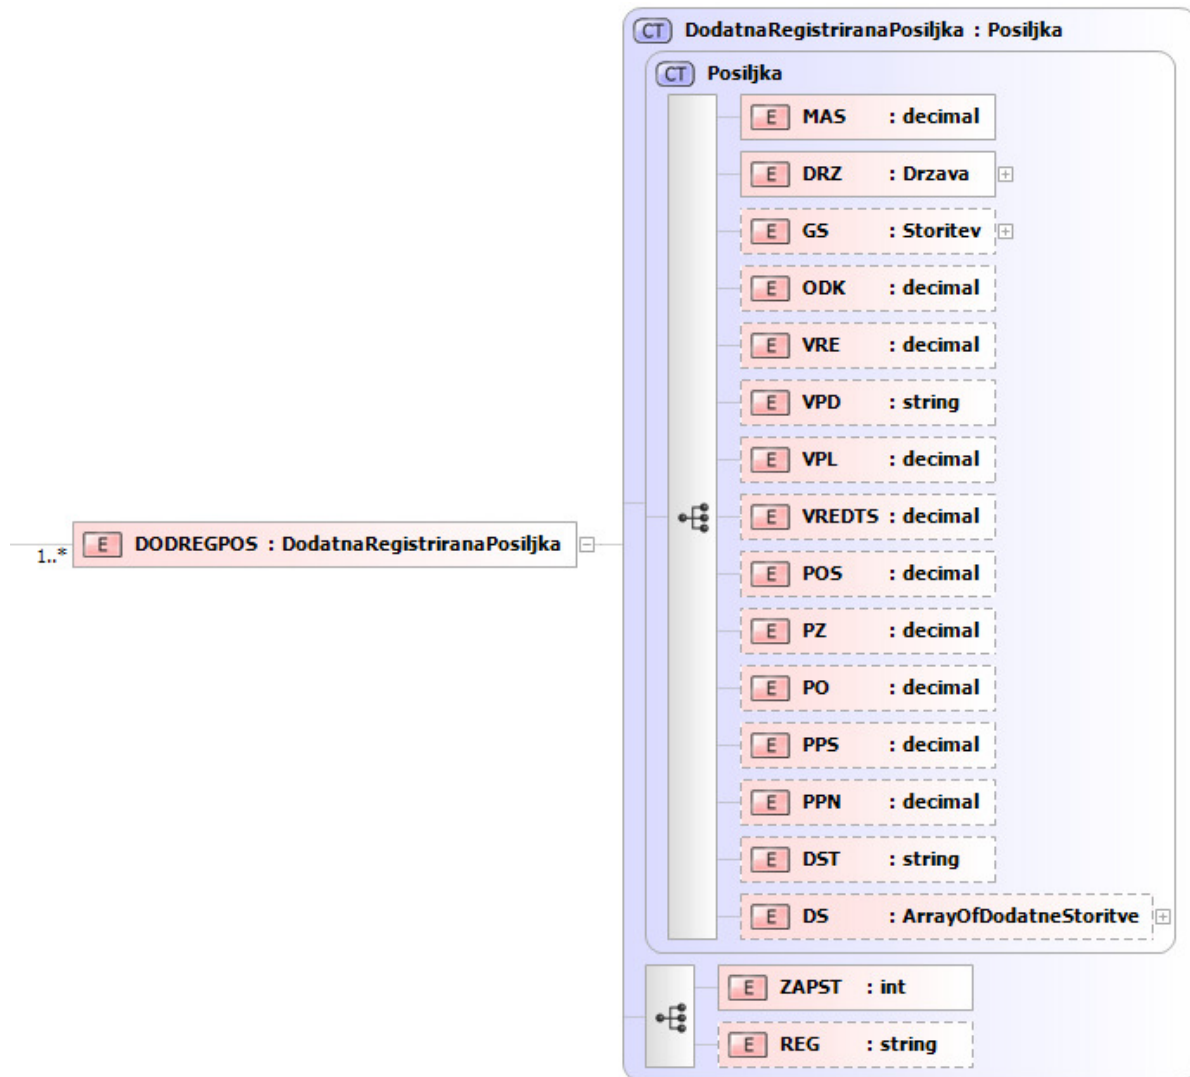 CT DodatnaRegistriranaPosiljka : Posiljka
CT Posiljka
E MAS : decimal
E DRZ : Drzava
E GS : Storitev
E ODK : decimal
E VRE : decimal
E VPD : string
E VPL : decimal
E VREDTS : decimal
1..* E DODREGPOS : DodatnaRegistriranaPosiljka
E POS : decimal
E PZ : decimal
E PO : decimal
E PPS : decimal
E PPN : decimal
E DST : string
E DS : ArrayOfDodatneStoritve
E ZAPST : int
E REG : string